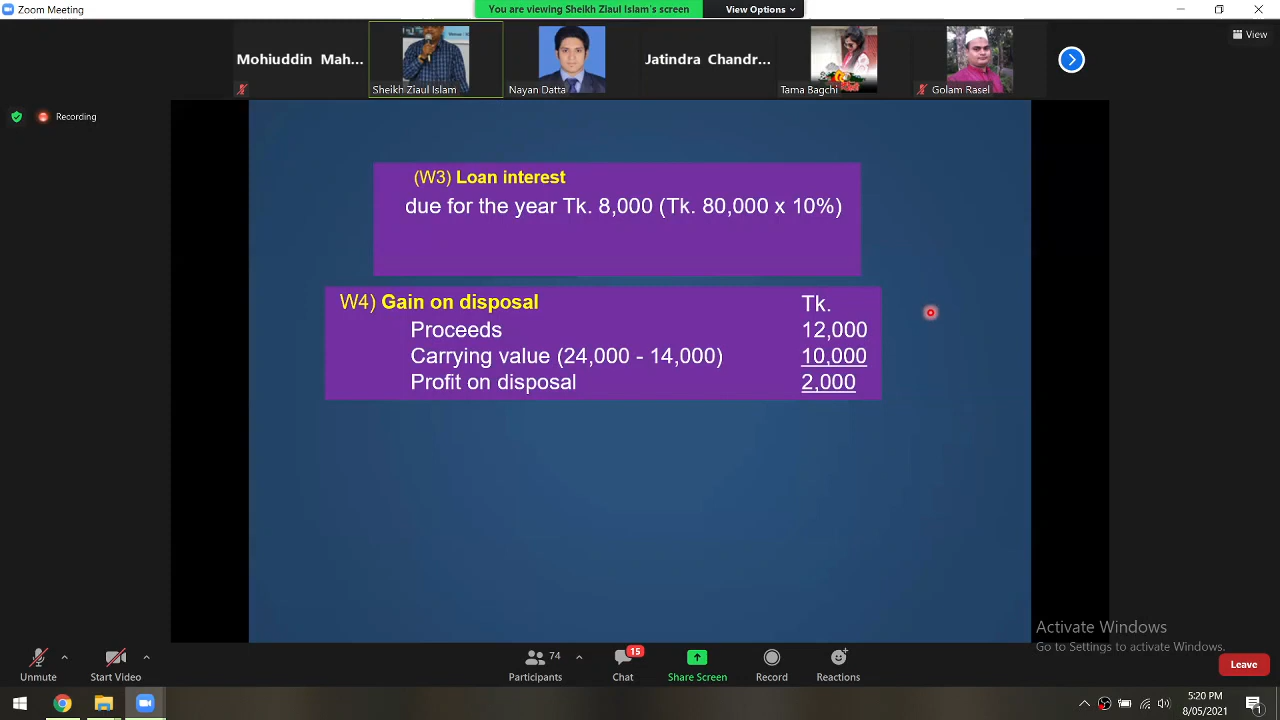 Zoom Meeting
You are viewing Sheikh Ziaul Islam's screen
View Options
View
Mohiuddin Mah...
Sheikh Ziaul Islam
Nayan Datta
Jatindra Chandr...
Tama Bagchi
Golam Rasel
Recording
(W3) Loan interest
due for the year Tk. 8,000 (Tk. 80,000 x 10%)
W4) Gain on disposal Tk.
Proceeds 12,000
Carrying value (24,000 - 14,000) 10,000
Profit on disposal 2,000
Activate Windows
Go to Settings to activate Windows.
Unmute
Start Video
74
Participants
15
Chat
Share Screen
Record
Reactions
Leave
5:20 PM
8/05/2021
1